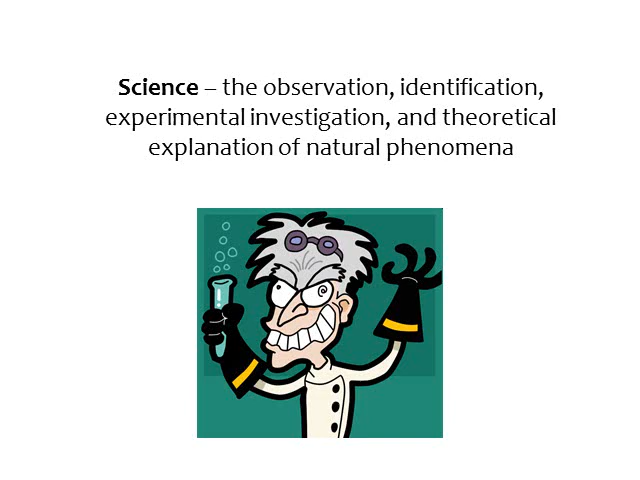 Science – the observation, identification,
experimental investigation, and theoretical
explanation of natural phenomena